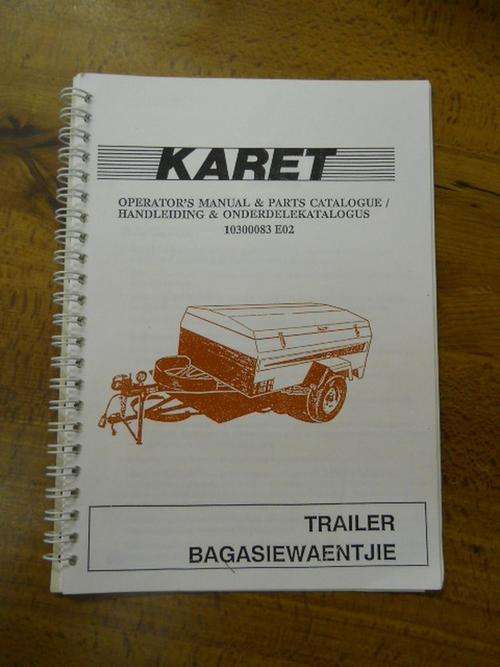 KARET
OPERATOR'S MANUAL & PARTS CATALOGUE /
HANDLEIDING & ONDERDELEKATALOGUS
10300083 E02
TRAILER
BAGASIEWAENTJIE